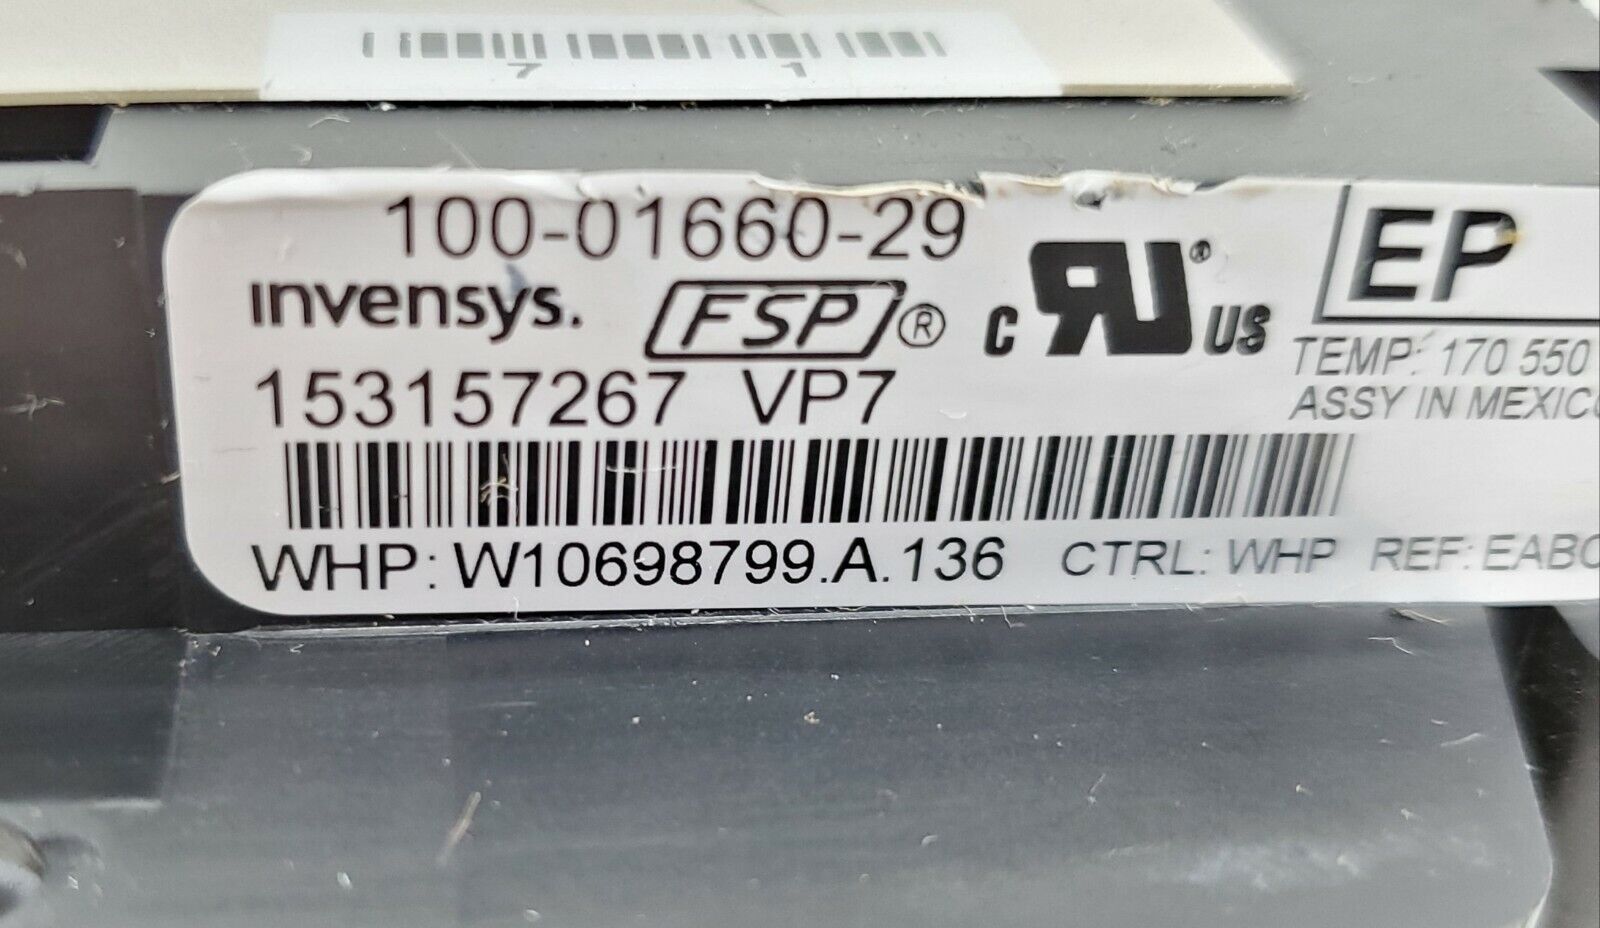 7 1
100-01660-29
invensys. FSP® c RU® US EP
153157267 VP7
TEMP: 170 550
ASSY IN MEXICO
WHP: W10698799.A.136 CTRL: WHP REF: EABC